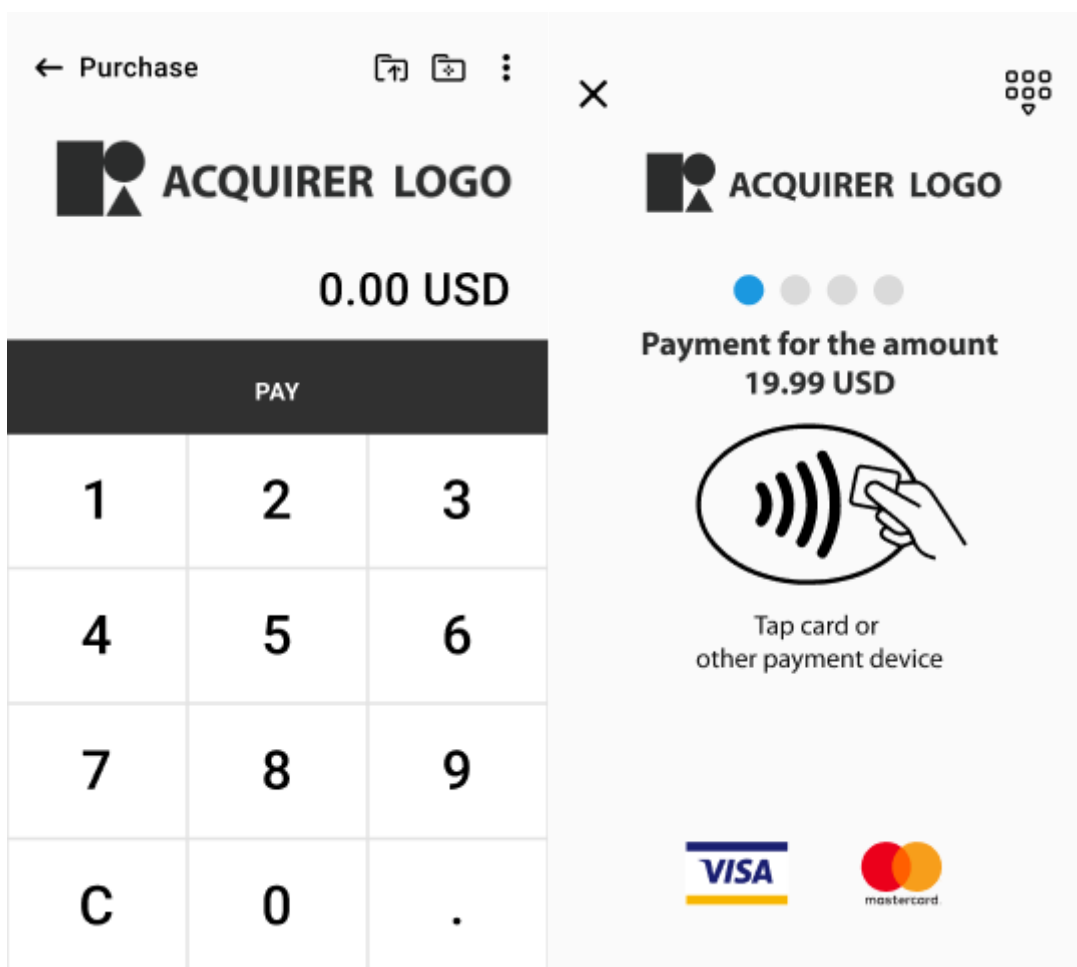 Purchase
ACQUIRER LOGO
0.00 USD
PAY
1 2 3
4 5 6
7 8 9
C 0 .
ACQUIRER LOGO
Payment for the amount
19.99 USD
Tap card or
other payment device
VISA
mastercard.